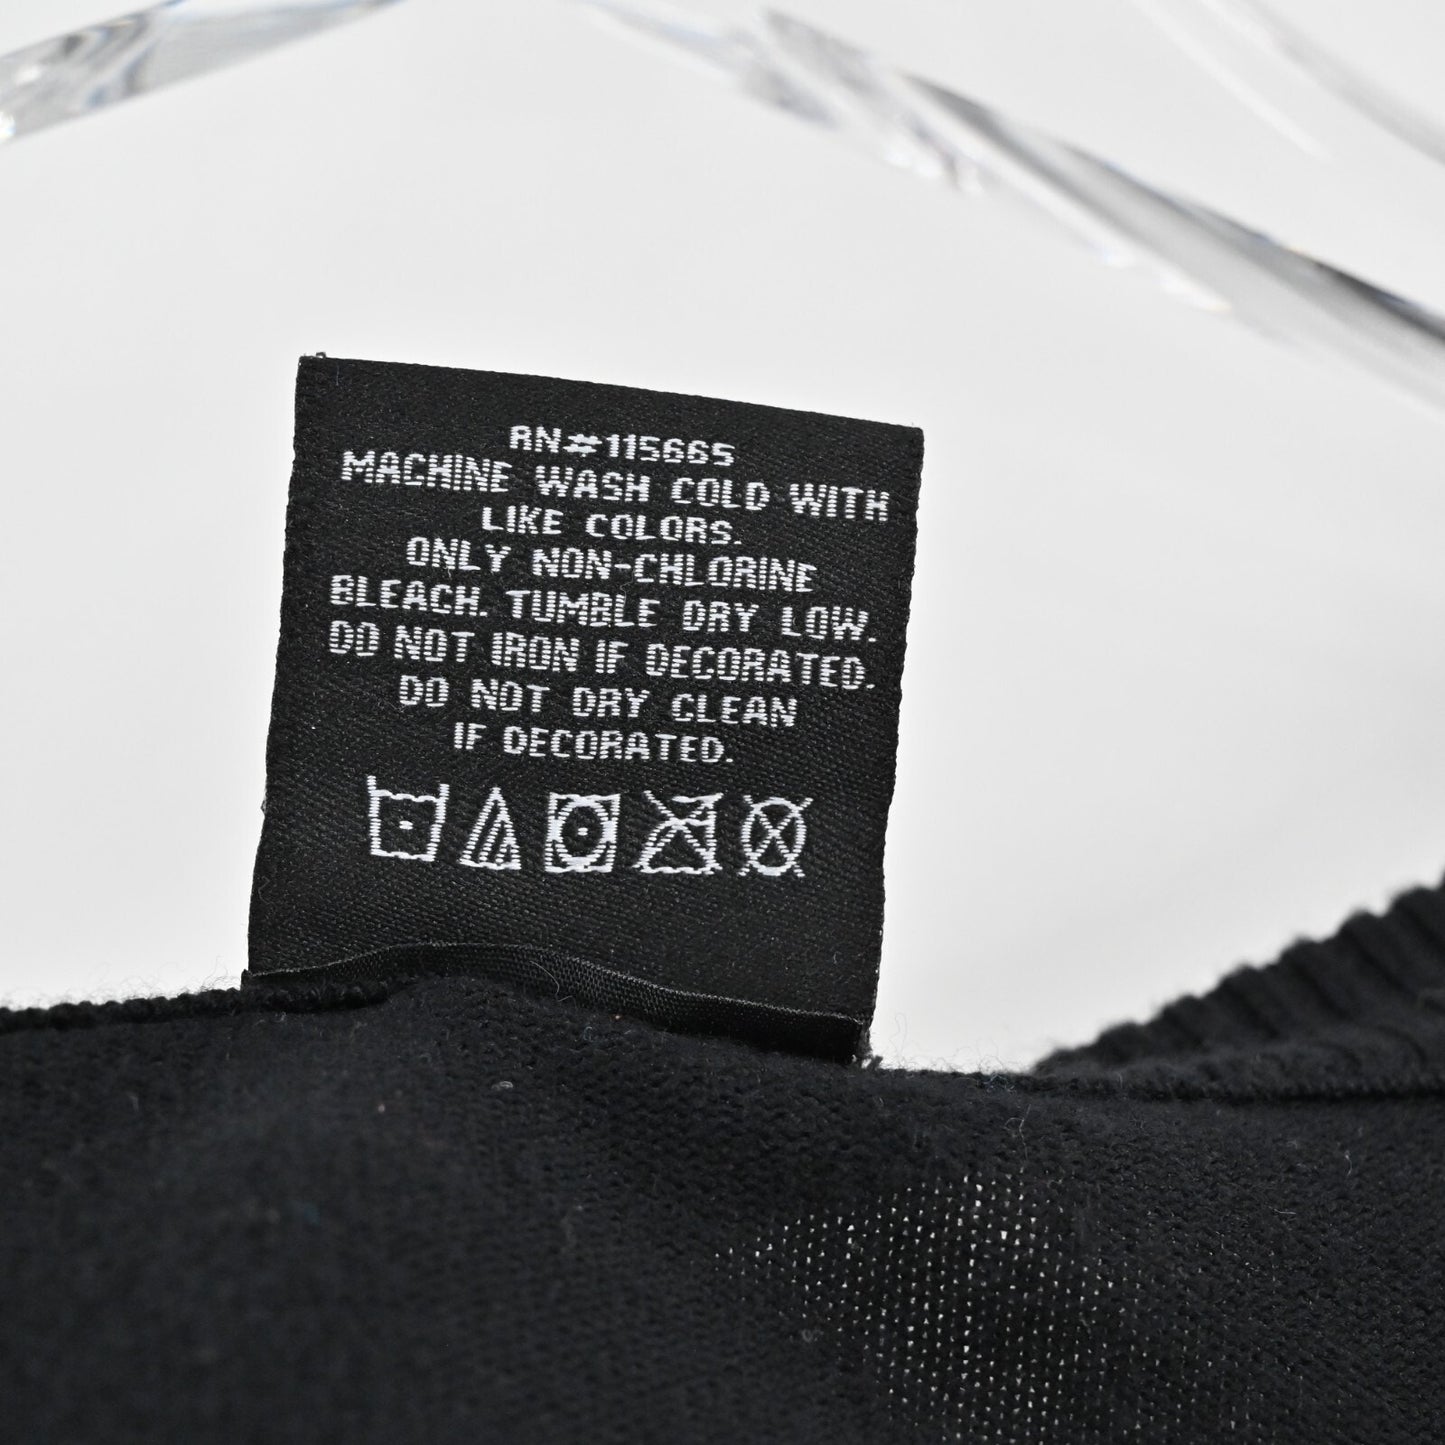 RN#115665
MACHINE WASH COLD WITH
LIKE COLORS.
ONLY NON-CHLORINE
BLEACH. TUMBLE DRY LOW.
DO NOT IRON IF DECORATED.
DO NOT DRY CLEAN
IF DECORATED.